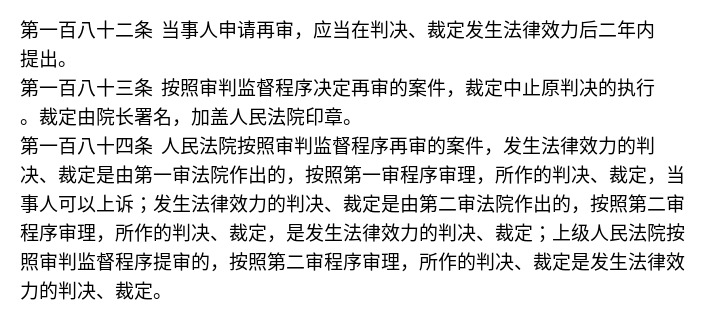 第一百八十二条 当事人申请再审，应当在判决、裁定发生法律效力后二年内
提出。
第一百八十三条 按照审判监督程序决定再审的案件，裁定中止原判决的执行
。裁定由院长署名，加盖人民法院印章。
第一百八十四条 人民法院按照审判监督程序再审的案件，发生法律效力的判
决、裁定是由第一审法院作出的，按照第一审程序审理，所作的判决、裁定，当
事人可以上诉；发生法律效力的判决、裁定是由第二审法院作出的，按照第二审
程序审理，所作的判决、裁定，是发生法律效力的判决、裁定；上级人民法院按
照审判监督程序提审的，按照第二审程序审理，所作的判决、裁定是发生法律效
力的判决、裁定。